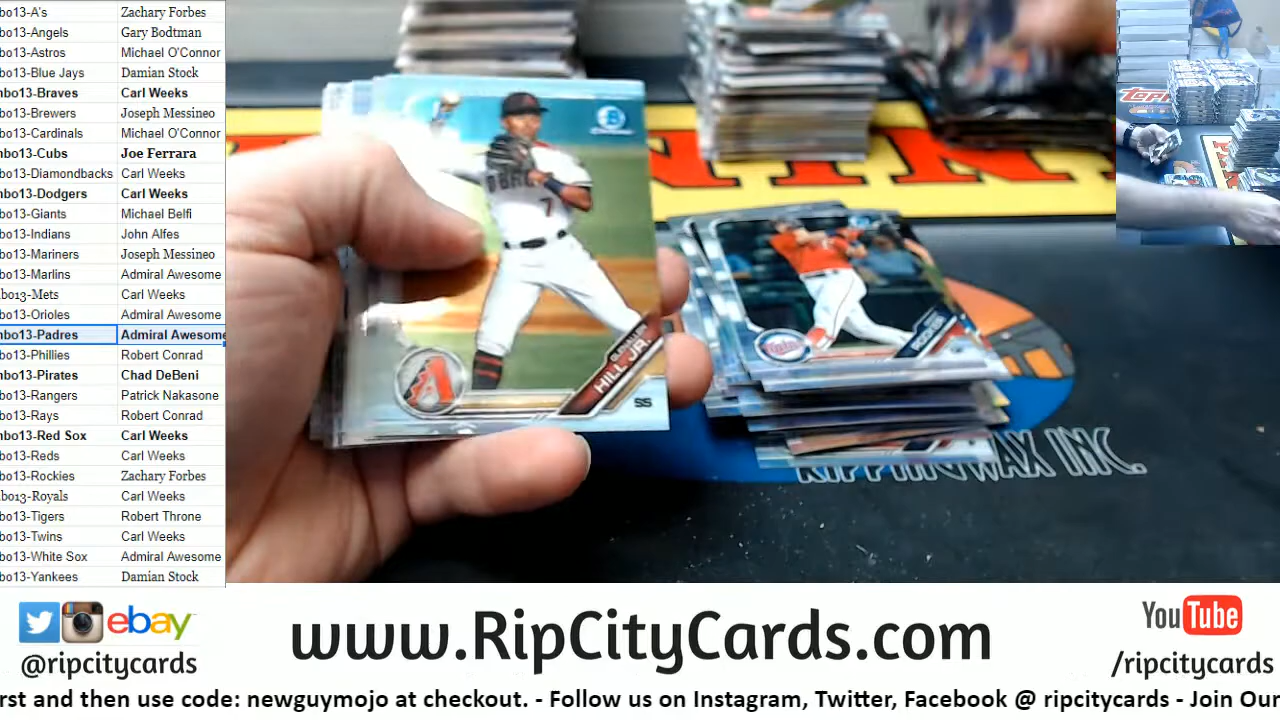 bo13-A's Zachary Forbes
bo13-Angels Gary Bodtman
bo13-Astros Michael O'Connor
bo13-Blue Jays Damian Stock
nbo13-Braves Carl Weeks
bo13-Brewers Joseph Messineo
bo13-Cardinals Michael O'Connor
nbo13-Cubs Joe Ferrara
bo13-Diamondbacks Carl Weeks
nbo13-Dodgers Carl Weeks
bo13-Giants Michael Belfi
bo13-Indians John Alfes
bo13-Mariners Joseph Messineo
bo13-Marlins Admiral Awesome
bo13-Mets Carl Weeks
bo13-Orioles Admiral Awesome
nbo13-Padres Admiral Awesome
bo13-Phillies Robert Conrad
nbo13-Pirates Chad DeBeni
bo13-Rangers Patrick Nakasone
bo13-Rays Robert Conrad
nbo13-Red Sox Carl Weeks
bo13-Reds Carl Weeks
bo13-Rockies Zachary Forbes
bo13-Royals Carl Weeks
bo13-Tigers Robert Throne
bo13-Twins Carl Weeks
bo13-White Sox Admiral Awesome
bo13-Yankees Damian Stock
B
7
HILL JR.
SS
A
Twins
RIPPINGWAX INC.
TOPPS
ebay
@ripcitycards
www.RipCityCards.com
YouTube
/ripcitycards
rst and then use code: newguymojo at checkout. - Follow us on Instagram, Twitter, Facebook @ ripcitycards - Join Our